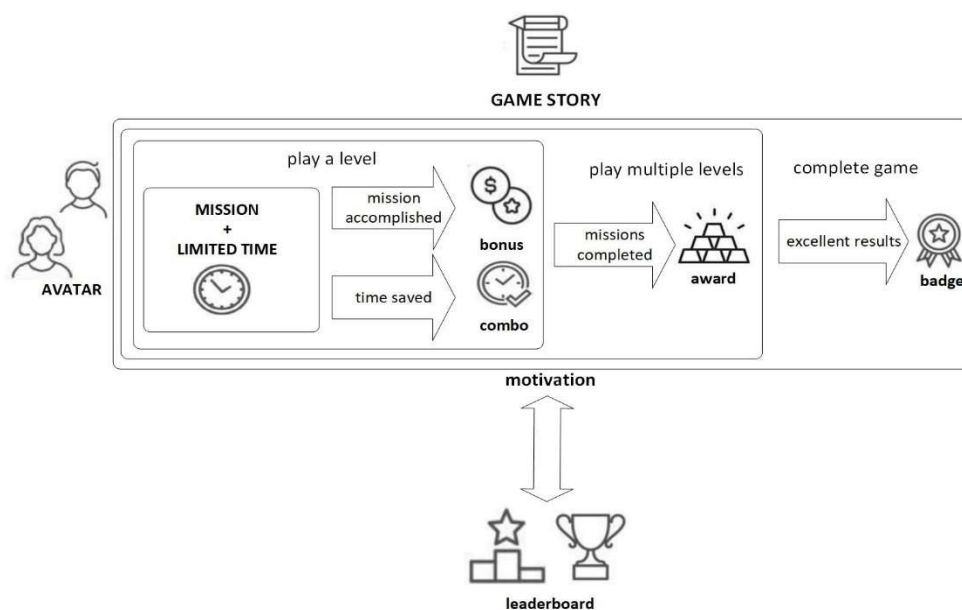 GAME STORY
play a level
play multiple levels
complete game
MISSION
+
LIMITED TIME
mission
accomplished
$
bonus
missions
completed
award
excellent results
badge
AVATAR
time saved
combo
motivation
leaderboard